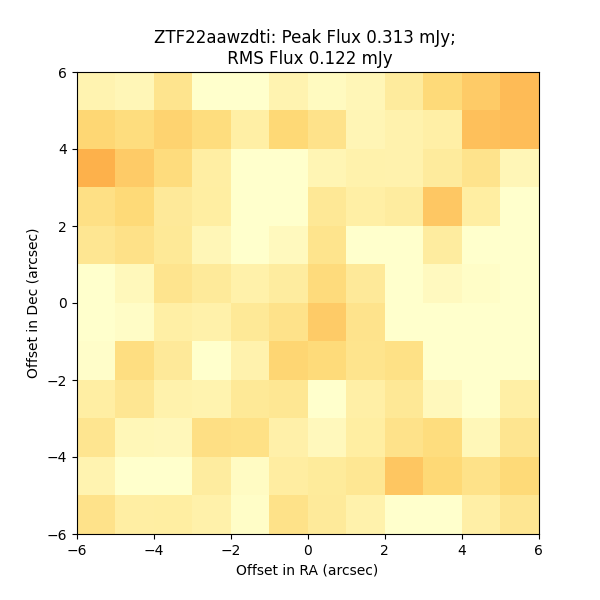 ZTF22aawzdti: Peak Flux 0.313 mJy;
RMS Flux 0.122 mJy
6
4
2
0
−2
−4
−6
Offset in Dec (arcsec)
−6 −4 −2 0 2 4 6
Offset in RA (arcsec)